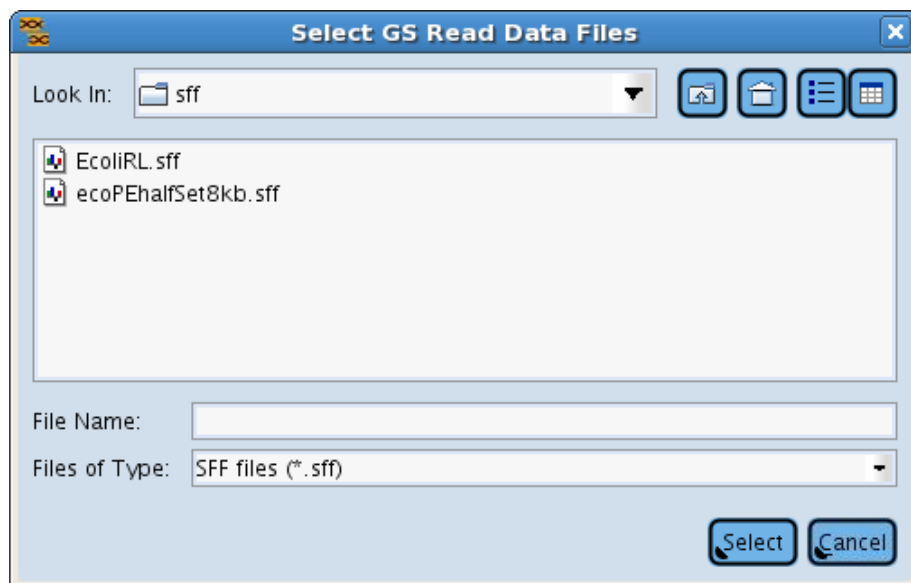 Select GS Read Data Files
Look In: sff
EcoliRL.sff
ecoPEhalfSet8kb.sff
File Name:
Files of Type: SFF files (*.sff)
Select Cancel